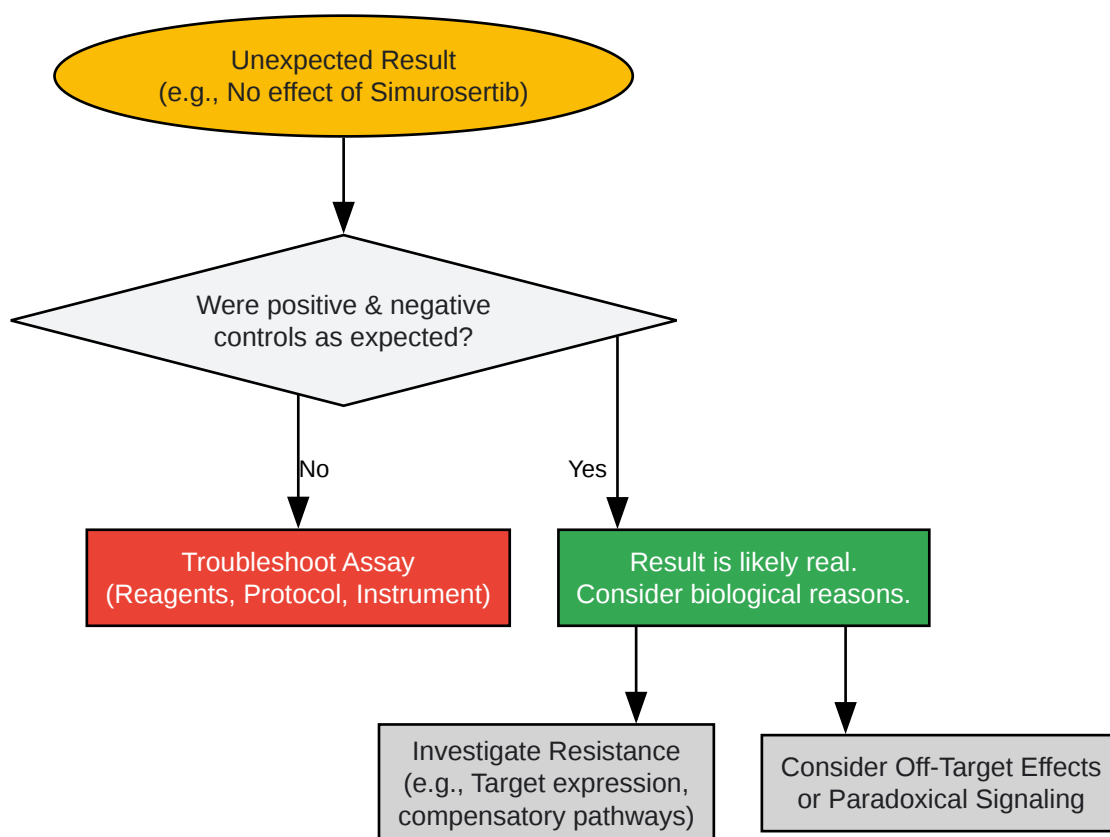 Unexpected Result
(e.g., No effect of Simurosertib)
Were positive & negative
controls as expected?
No
Yes
Troubleshoot Assay
(Reagents, Protocol, Instrument)
Result is likely real.
Consider biological reasons.
Investigate Resistance
(e.g., Target expression,
compensatory pathways)
Consider Off-Target Effects
or Paradoxical Signaling